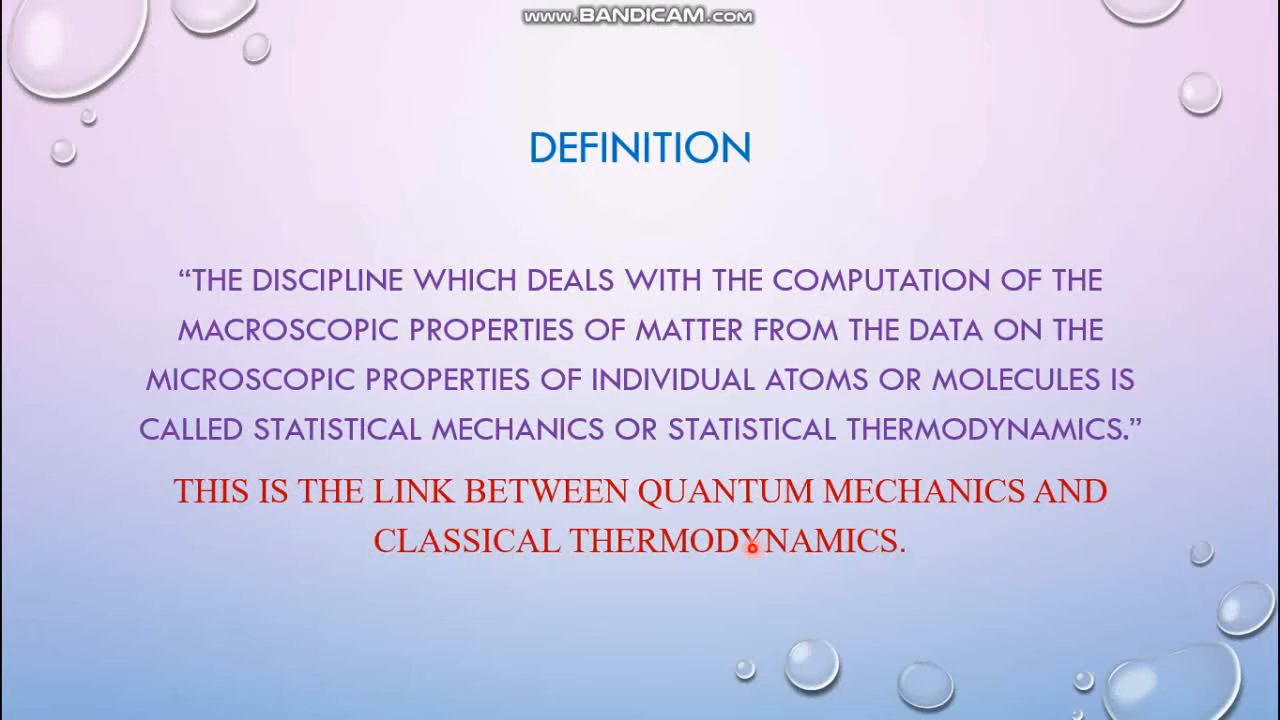 www.BANDICAM.com
DEFINITION
“THE DISCIPLINE WHICH DEALS WITH THE COMPUTATION OF THE
MACROSCOPIC PROPERTIES OF MATTER FROM THE DATA ON THE
MICROSCOPIC PROPERTIES OF INDIVIDUAL ATOMS OR MOLECULES IS
CALLED STATISTICAL MECHANICS OR STATISTICAL THERMODYNAMICS.”
THIS IS THE LINK BETWEEN QUANTUM MECHANICS AND
CLASSICAL THERMODYNAMICS.